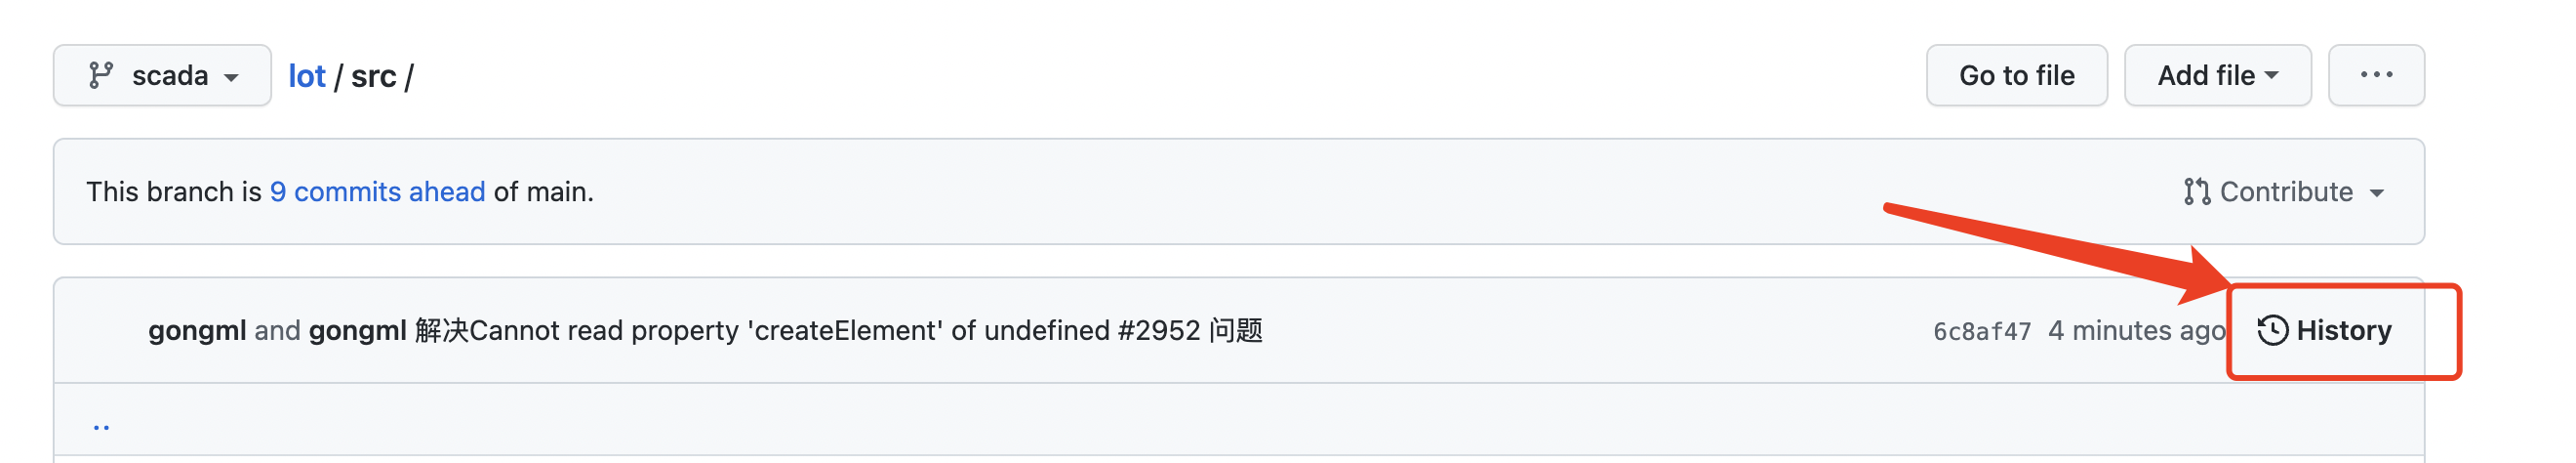 scada lot / src / Go to file Add file ...
This branch is 9 commits ahead of main. Contribute
gongml and gongml 解决Cannot read property 'createElement' of undefined #2952 问题 6c8af47 4 minutes ago History
..